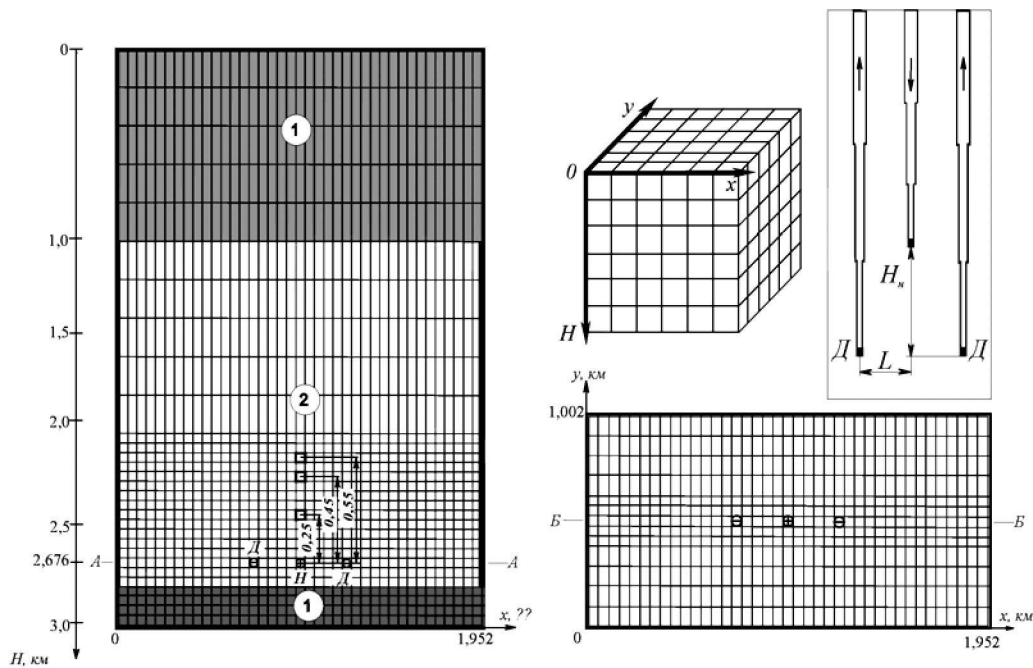 0
1
1,0
1,5
2
2,0
2,5
2,676
А
А
Д
Н
Д
0,25
0,45
0,55
1
3,0
0
1,952
x, ??
H, км
y
0
x
H
Hн
Д
L
Д
y, км
1,002
Б
Б
0
1,952
x, км